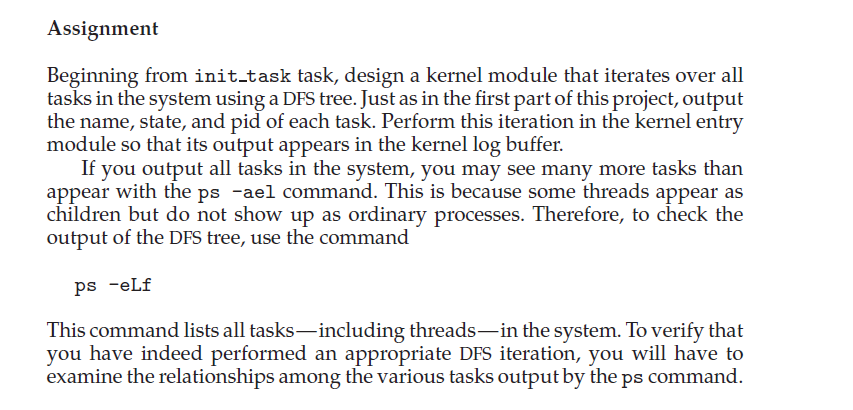 Assignment
Beginning from init_task task, design a kernel module that iterates over all
tasks in the system using a DFS tree. Just as in the first part of this project, output
the name, state, and pid of each task. Perform this iteration in the kernel entry
module so that its output appears in the kernel log buffer.
If you output all tasks in the system, you may see many more tasks than
appear with the ps -ael command. This is because some threads appear as
children but do not show up as ordinary processes. Therefore, to check the
output of the DFS tree, use the command
ps -eLf
This command lists all tasks—including threads—in the system. To verify that
you have indeed performed an appropriate DFS iteration, you will have to
examine the relationships among the various tasks output by the ps command.